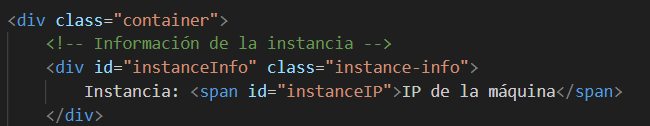 <div class="container">
<!-- Información de la instancia -->
<div id="instanceInfo" class="instance-info">
Instancia: <span id="instanceIP">IP de la máquina</span>
</div>